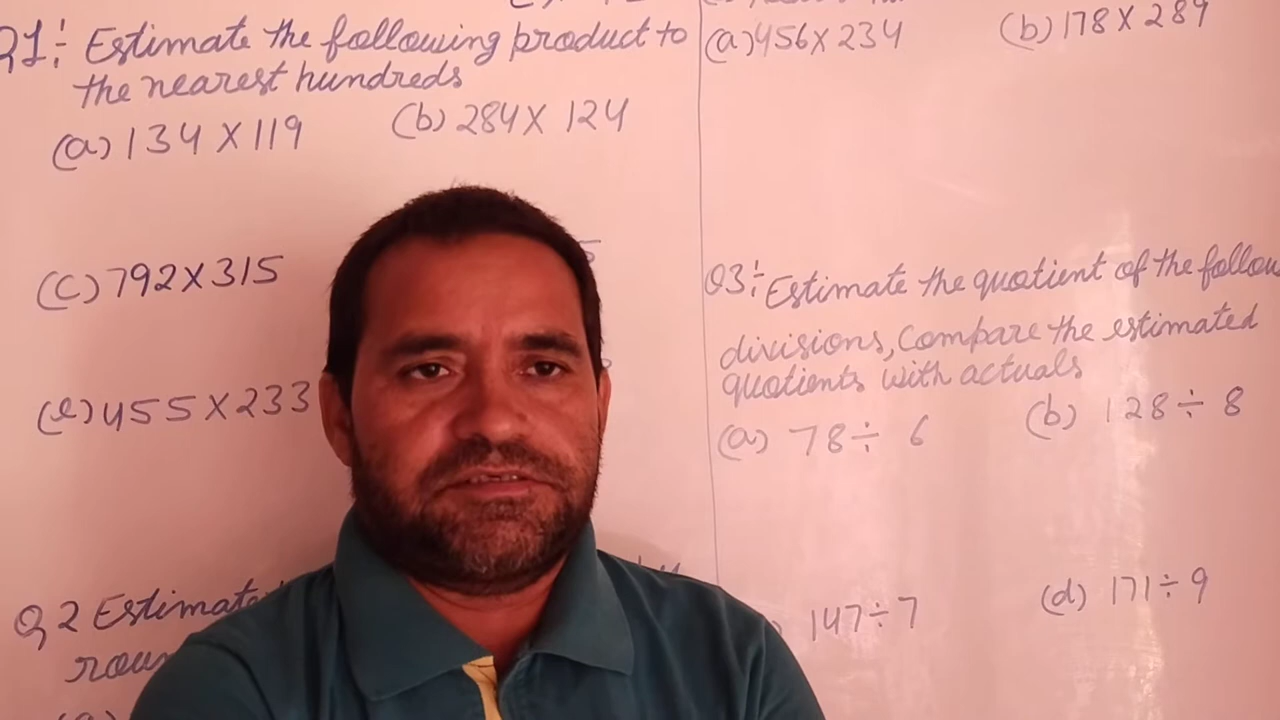 Q1:- Estimate the following product to
the nearest hundreds
(a) 134 X 119 (b) 284 X 124
(c) 792 X 315
(e) 455 X 233
Q2 Estimate
(a) 456 X 234 (b) 178 X 289
Q3:- Estimate the quotient of the follow
divisions, Compare the estimated
quotients with actuals
(a) 78 ÷ 6 (b) 128 ÷ 8
147 ÷ 7 (d) 171 ÷ 9